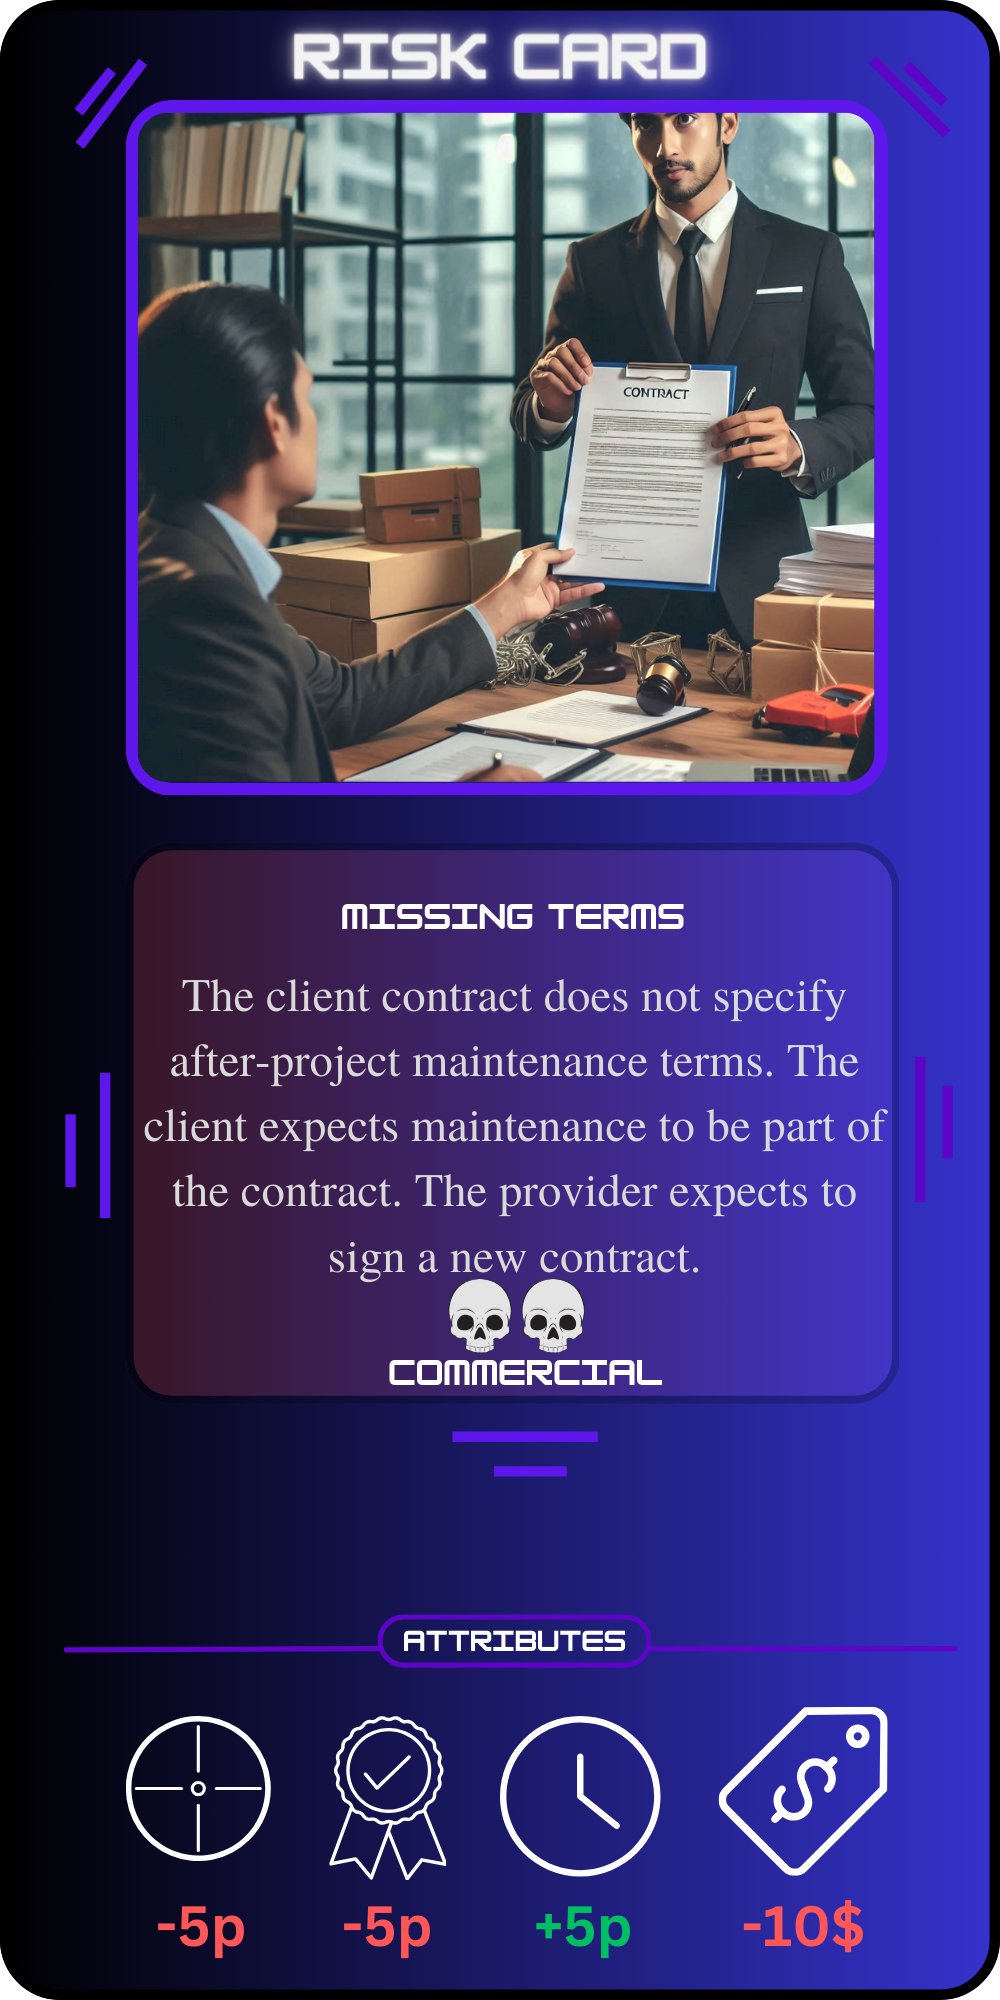 RISK CARD
CONTRACT
MISSING TERMS
The client contract does not specify
after-project maintenance terms. The
client expects maintenance to be part of
the contract. The provider expects to
sign a new contract.
COMMERCIAL
ATTRIBUTES
-5p -5p +5p -10$